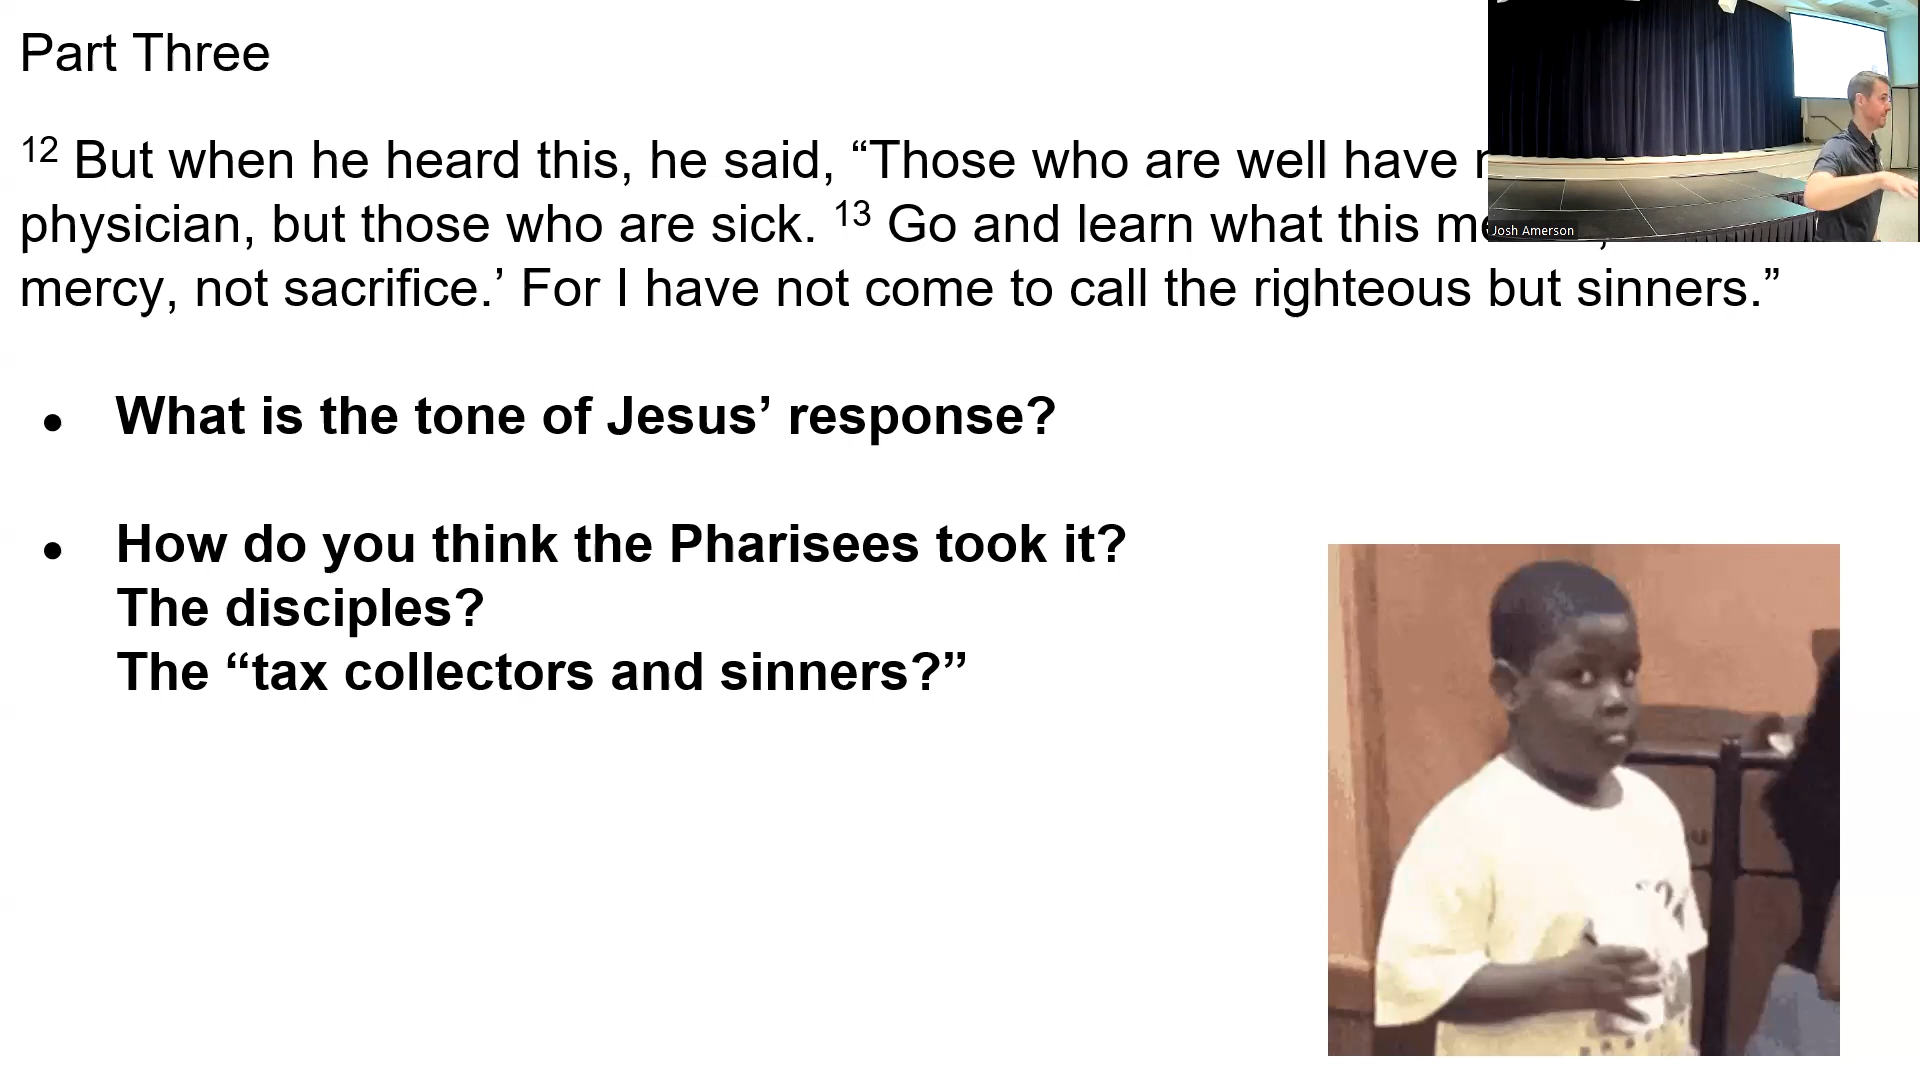 Part Three
12 But when he heard this, he said, “Those who are well have
physician, but those who are sick. 13 Go and learn what this
mercy, not sacrifice.’ For I have not come to call the righteous but sinners.”
● What is the tone of Jesus’ response?
● How do you think the Pharisees took it?
The disciples?
The “tax collectors and sinners?”
Josh Amerson